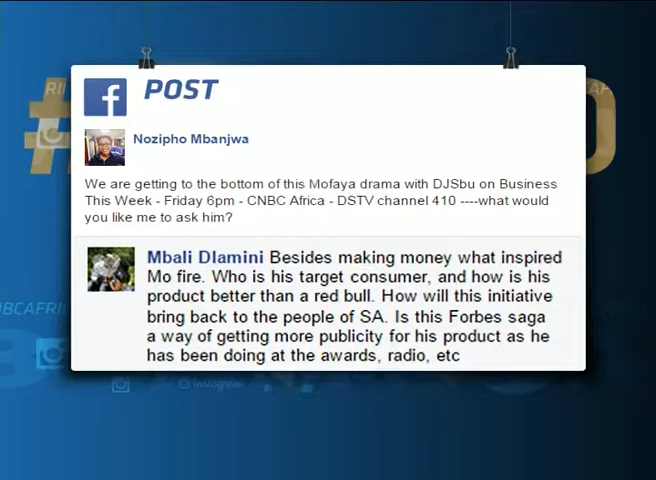 POST
Nozipho Mbanjwa
We are getting to the bottom of this Mofaya drama with DJSbu on Business
This Week - Friday 6pm - CNBC Africa - DSTV channel 410 ----what would
you like me to ask him?
Mbali Dlamini Besides making money what inspired
Mo fire. Who is his target consumer, and how is his
product better than a red bull. How will this initiative
bring back to the people of SA. Is this Forbes saga
a way of getting more publicity for his product as he
has been doing at the awards, radio, etc